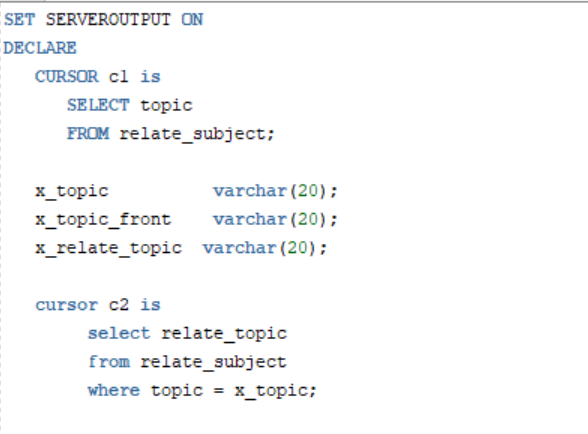 SET SERVEROUTPUT ON
DECLARE
CURSOR c1 is
SELECT topic
FROM relate_subject;
x_topic varchar(20);
x_topic_front varchar(20);
x_relate_topic varchar(20);
cursor c2 is
select relate_topic
from relate_subject
where topic = x_topic;